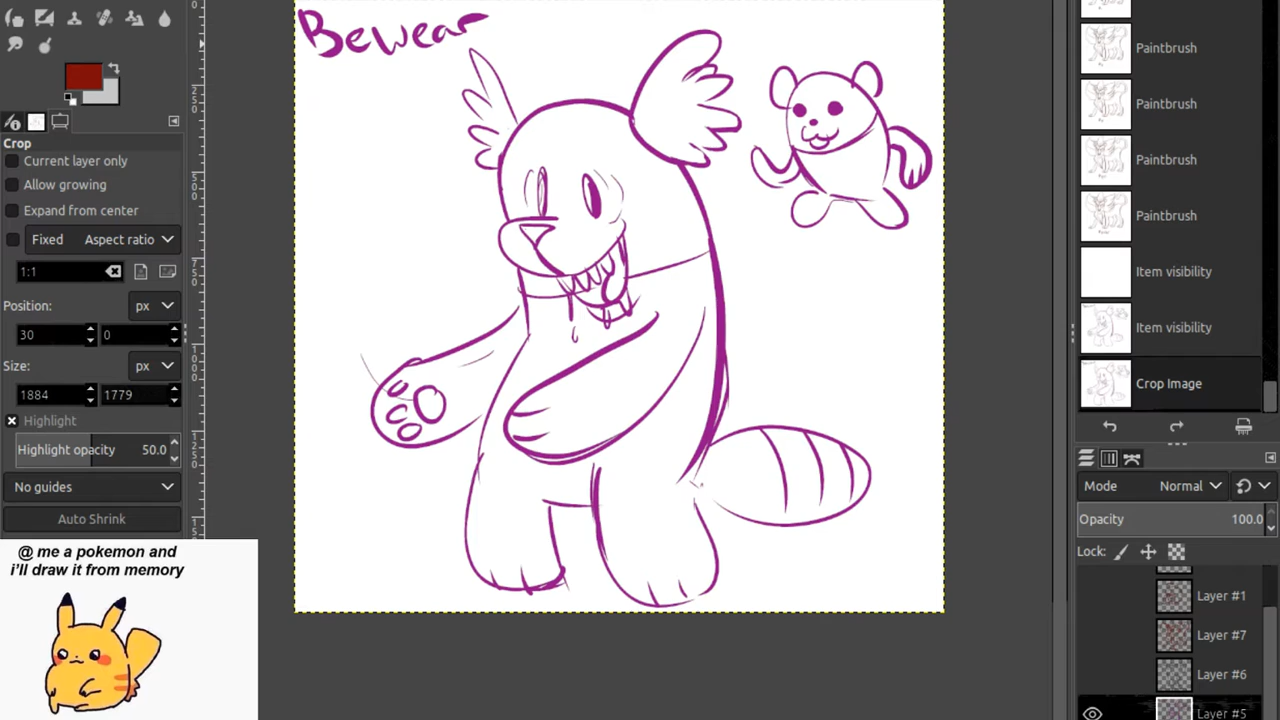 Bewear
Paintbrush
Paintbrush
Paintbrush
Paintbrush
Item visibility
Item visibility
Crop Image
Crop
Current layer only
Allow growing
Expand from center
Fixed Aspect ratio
1:1
Position: px
30 0
Size: px
1884 1779
Highlight
Highlight opacity 50.0
No guides
Auto Shrink
Mode Normal
Opacity 100.0
Lock:
Layer #1
Layer #7
Layer #6
Layer #5
@ me a pokemon and
i'll draw it from memory